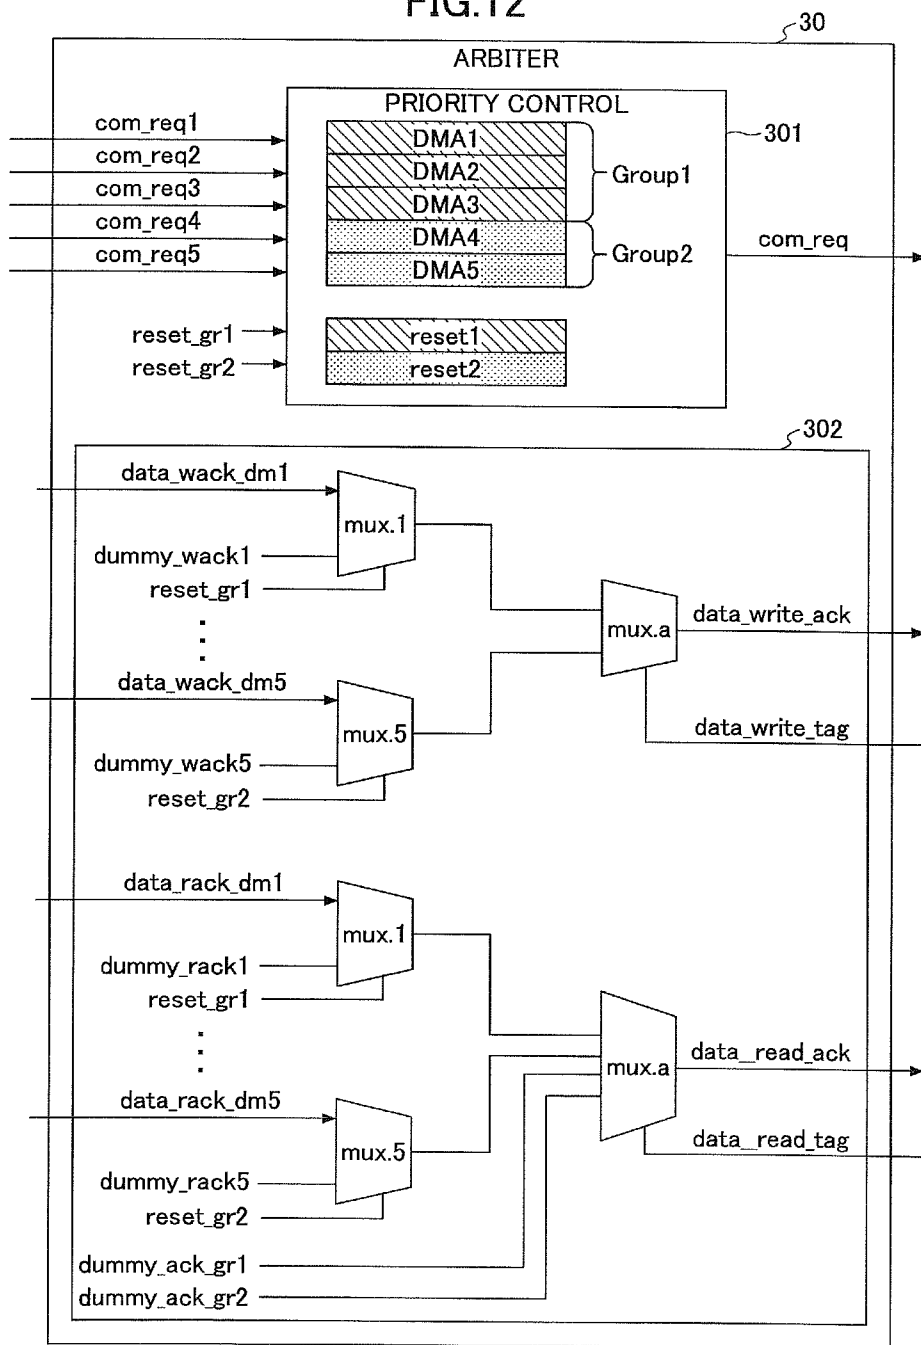 FIG.12
30
ARBITER
PRIORITY CONTROL
301
com_req1
com_req2
com_req3
com_req4
com_req5
DMA1
DMA2
DMA3
DMA4
DMA5
Group1
Group2
com_req
reset_gr1
reset_gr2
reset1
reset2
302
data_wack_dm1
mux.1
dummy_wack1
reset_gr1
data_wack_dm5
mux.5
dummy_wack5
reset_gr2
mux.a
data_write_ack
data_write_tag
data_rack_dm1
mux.1
dummy_rack1
reset_gr1
data_rack_dm5
mux.5
dummy_rack5
reset_gr2
dummy_ack_gr1
dummy_ack_gr2
mux.a
data_read_ack
data_read_tag